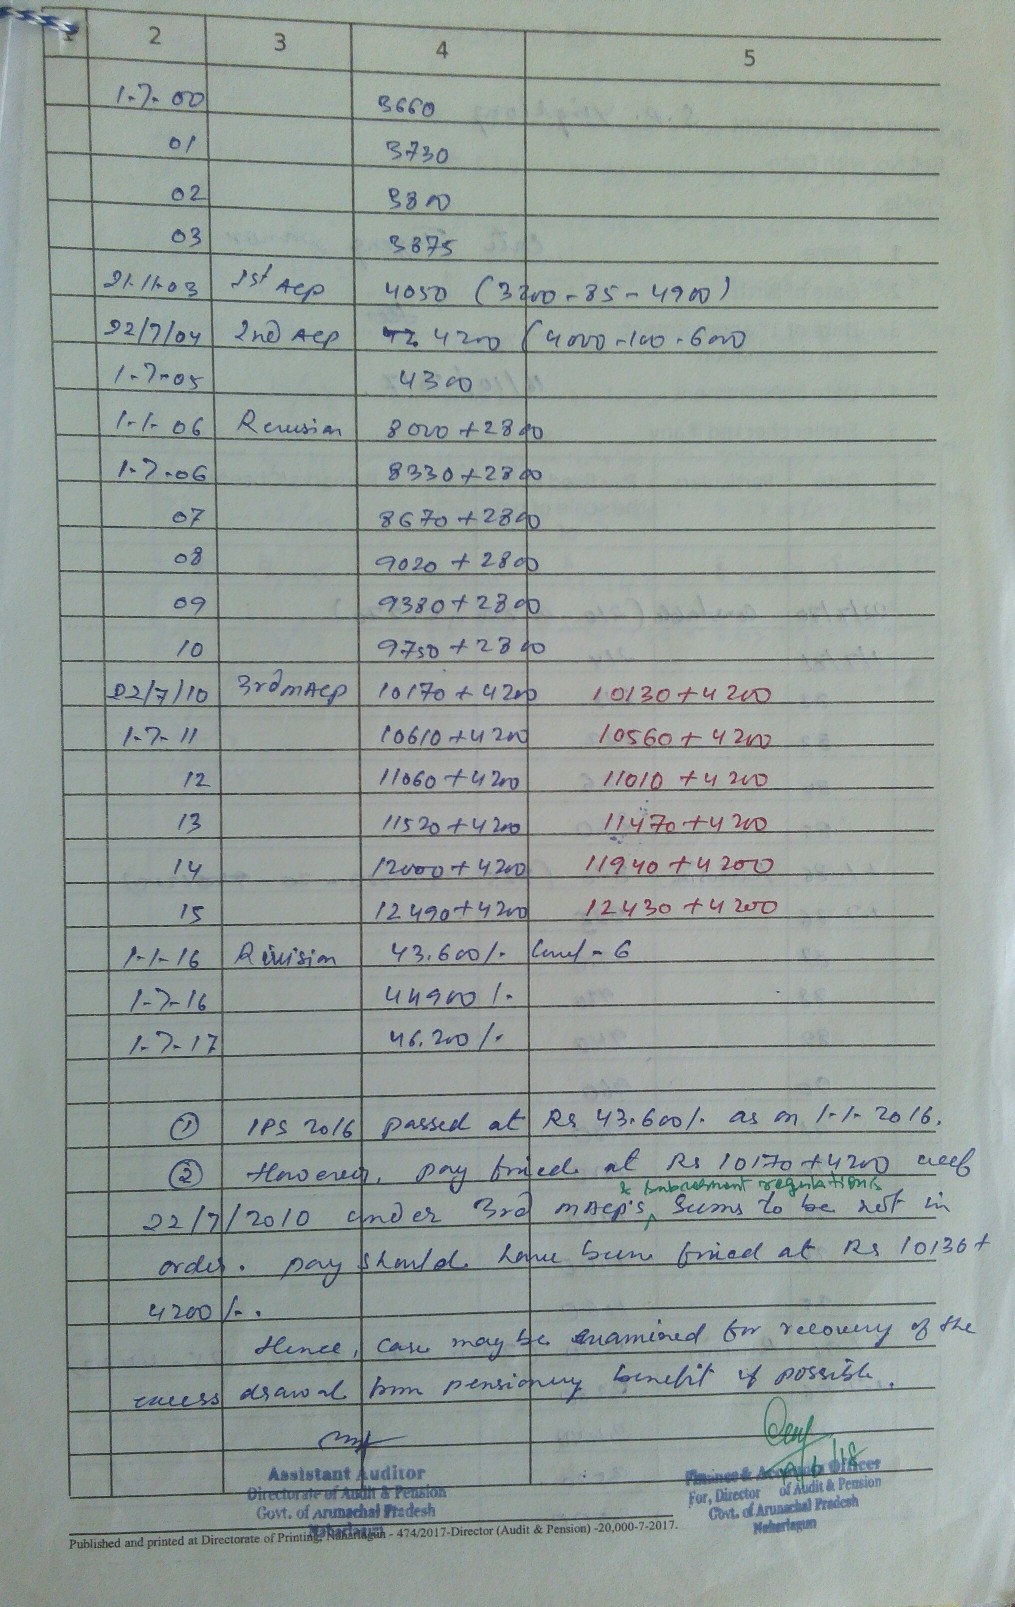 1 2 3 4 5
1-7-00 3660
01 3730
02 3800
03 3875
21.11.03 1st Acp 4050 (3200-85-4900)
22/7/04 2nd Acp 4200 (4000-100-6000
1-7-05 4300
1-1-06 Revision 8000+2800
1-7-06 8330+2800
07 8670+2800
08 9020+2800
09 9380+2800
10 9750+2800
22/7/10 3rd mAcp 10170+4200 10130+4200
1-7-11 10610+4200 10560+4200
12 11060+4200 11010+4200
13 11520+4200 11470+4200
14 12000+4200 11940+4200
15 12490+4200 12430+4200
1-1-16 Revision 43.600/- Level-6
1-7-16 44900/-
1-7-17 46.200/-
① IPS 2016 passed at Rs 43.600/- as on 1-1-2016.
② However, pay fixed at Rs 10170+4200 weef
& subsequent regulations
22/7/2010 under 3rd mAcp's, seems to be not in
order. pay should have been fixed at Rs 10130+
4200/-.
Hence, case may be examined for recovery of the
excess drawal from pensionery benefit if possible.
Assistant Auditor
Directorate of Audit & Pension
Govt. of Arunachal Pradesh
Naharlagun
Finance & Accounts Officer
For, Director of Audit & Pension
Govt. of Arunachal Pradesh
Naharlagun
Published and printed at Directorate of Printing, Naharlagun - 474/2017-Director (Audit & Pension) -20,000-7-2017.